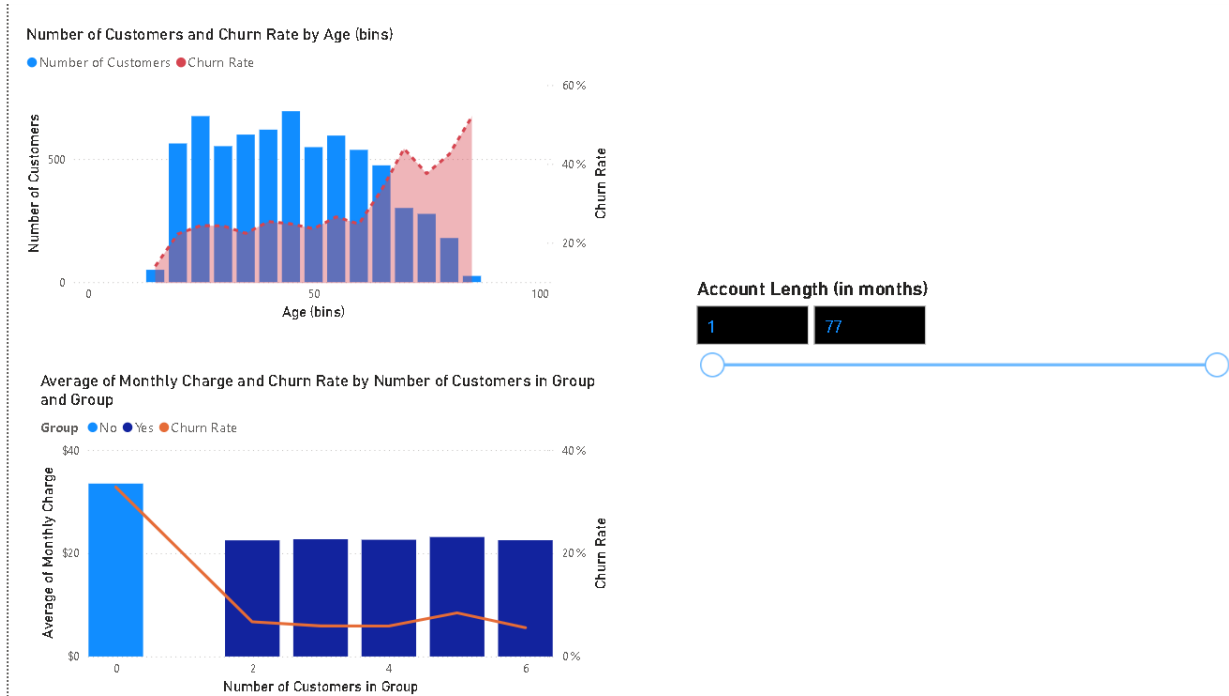 Number of Customers and Churn Rate by Age (bins)
Number of Customers Churn Rate
60%
500
40%
20%
0
0 50 100
Number of Customers
Churn Rate
Age (bins)
Account Length (in months)
1 77
Average of Monthly Charge and Churn Rate by Number of Customers in Group
and Group
Group No Yes Churn Rate
$40 40%
$20 20%
$0 0%
0 2 4 6
Average of Monthly Charge
Churn Rate
Number of Customers in Group